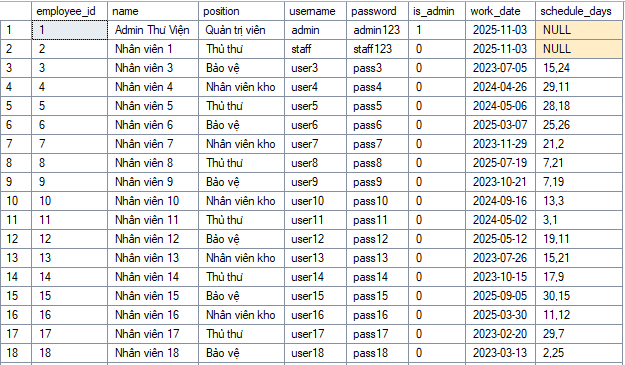 employee_id name position username password is_admin work_date schedule_days
1 1 Admin Thư Viện Quản trị viên admin admin123 1 2025-11-03 NULL
2 2 Nhân viên 1 Thủ thư staff staff123 0 2025-11-03 NULL
3 3 Nhân viên 3 Bảo vệ user3 pass3 0 2023-07-05 15,24
4 4 Nhân viên 4 Nhân viên kho user4 pass4 0 2024-04-26 29,11
5 5 Nhân viên 5 Thủ thư user5 pass5 0 2024-05-06 28,18
6 6 Nhân viên 6 Bảo vệ user6 pass6 0 2025-03-07 25,26
7 7 Nhân viên 7 Nhân viên kho user7 pass7 0 2023-11-29 21,2
8 8 Nhân viên 8 Thủ thư user8 pass8 0 2025-07-19 7,21
9 9 Nhân viên 9 Bảo vệ user9 pass9 0 2023-10-21 7,19
10 10 Nhân viên 10 Nhân viên kho user10 pass10 0 2024-09-16 13,3
11 11 Nhân viên 11 Thủ thư user11 pass11 0 2024-05-02 3,1
12 12 Nhân viên 12 Bảo vệ user12 pass12 0 2025-05-12 19,11
13 13 Nhân viên 13 Nhân viên kho user13 pass13 0 2023-07-26 15,21
14 14 Nhân viên 14 Thủ thư user14 pass14 0 2023-10-15 17,9
15 15 Nhân viên 15 Bảo vệ user15 pass15 0 2025-09-05 30,15
16 16 Nhân viên 16 Nhân viên kho user16 pass16 0 2025-03-30 11,12
17 17 Nhân viên 17 Thủ thư user17 pass17 0 2023-02-20 29,7
18 18 Nhân viên 18 Bảo vệ user18 pass18 0 2023-03-13 2,25